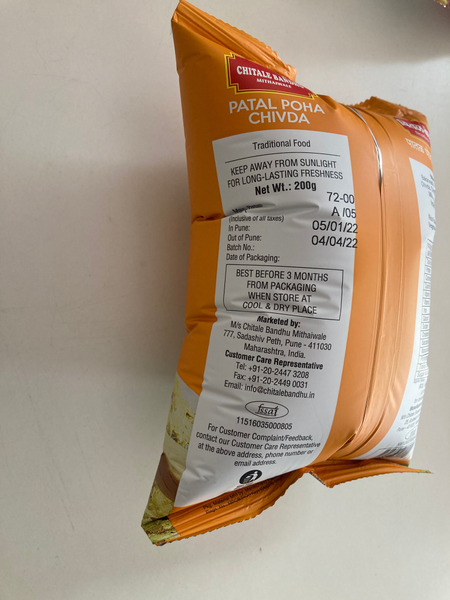 CHITALE BANDHU
MITHAIWALE
PATAL POHA
CHIVDA
Traditional Food
KEEP AWAY FROM SUNLIGHT
FOR LONG-LASTING FRESHNESS
Net Wt.: 200g
72-00
(Inclusive of all taxes)
A /05
In Pune:
05/01/22
Out of Pune:
04/04/22
Batch No.:
Date of Packaging:
BEST BEFORE 3 MONTHS
FROM PACKAGING
WHEN STORE AT
COOL & DRY PLACE
Marketed by:
M/s Chitale Bandhu Mithaiwale
777, Sadashiv Peth, Pune - 411030
Maharashtra, India.
Customer Care Representative
Tel: +91-20-2447 3208
Fax: +91-20-2449 0031
Email: info@chitalebandhu.in
fssai
11516035000805
For Customer Complaint/Feedback,
contact our Customer Care Representative
at the above address, phone number or
email address.